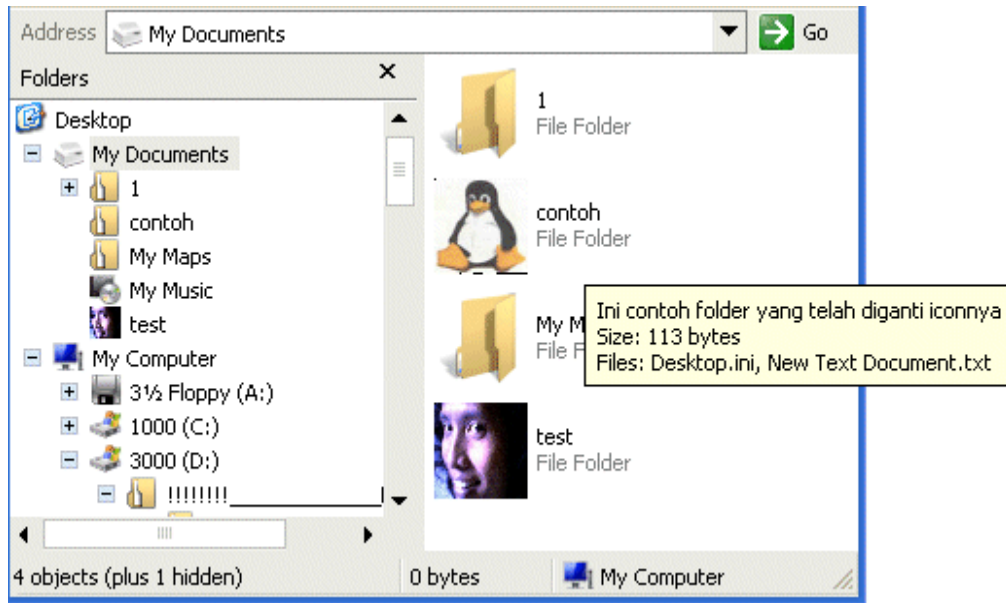 Address My Documents Go
Folders
Desktop
My Documents
1
contoh
My Maps
My Music
test
My Computer
3½ Floppy (A:)
1000 (C:)
3000 (D:)
!!!!!!!!__________________!
1
File Folder
contoh
File Folder
My M
File F
Ini contoh folder yang telah diganti iconnya
Size: 113 bytes
Files: Desktop.ini, New Text Document.txt
test
File Folder
4 objects (plus 1 hidden) 0 bytes My Computer